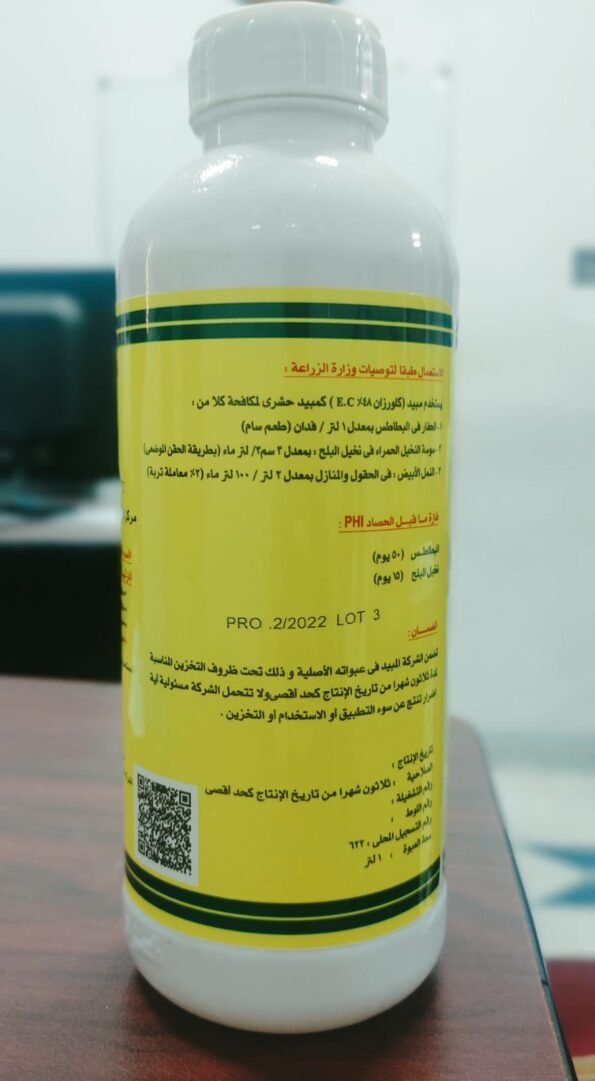 الاستعمال طبقا لتوصيات وزارة الزراعة :
يستخدم مبيد (كلورزان ٤٨٪ E.C ) كمبيد حشرى لمكافحة كلا من :
١- الحفار فى البطاطس بمعدل ١ لتر / فدان (طعم سام)
٢- سوسة النخيل الحمراء فى نخيل البلح : بمعدل ٣ سم٣/ لتر ماء (بطريقة الحقن الموضعى)
٣- النمل الأبيض : فى الحقول والمنازل بمعدل ٢ لتر / ١٠٠ لتر ماء (٢٪ معاملة تربة)
فترة ما قبل الحصاد PHI :
البطاطس (٥٠ يوم)
نخيل البلح (١٥ يوم)
PRO .2/2022 LOT 3
الضمان :
تضمن الشركة المبيد فى عبواته الأصلية و ذلك تحت ظروف التخزين المناسبة
لمدة ثلاثون شهرا من تاريخ الإنتاج كحد أقصى ولا تتحمل الشركة مسئولية أية
اضرار تنتج عن سوء التطبيق أو الاستخدام أو التخزين .
تاريخ الإنتاج :
الصلاحية : ثلاثون شهرا من تاريخ الإنتاج كحد أقصى
رقم التشغيلة :
رقم اللوط :
رقم التسجيل المحلى : ٦٢٢
سعة العبوة : ١ لتر
مركز